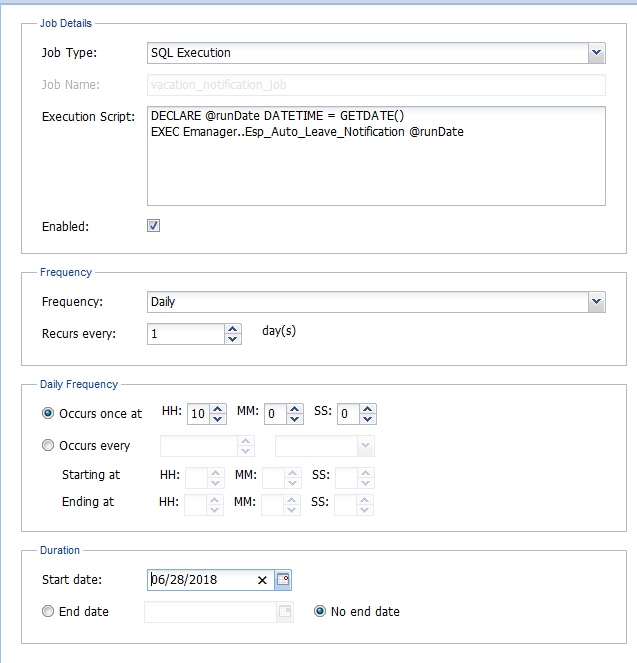 Job Details
Job Type: SQL Execution
Job Name: vacation_notification_job
Execution Script: DECLARE @runDate DATETIME = GETDATE()
EXEC Emanager..Esp_Auto_Leave_Notification @runDate
Enabled:
Frequency
Frequency: Daily
Recurs every: 1 day(s)
Daily Frequency
Occurs once at HH: 10 MM: 0 SS: 0
Occurs every
Starting at HH: MM: SS:
Ending at HH: MM: SS:
Duration
Start date: 06/28/2018
End date No end date